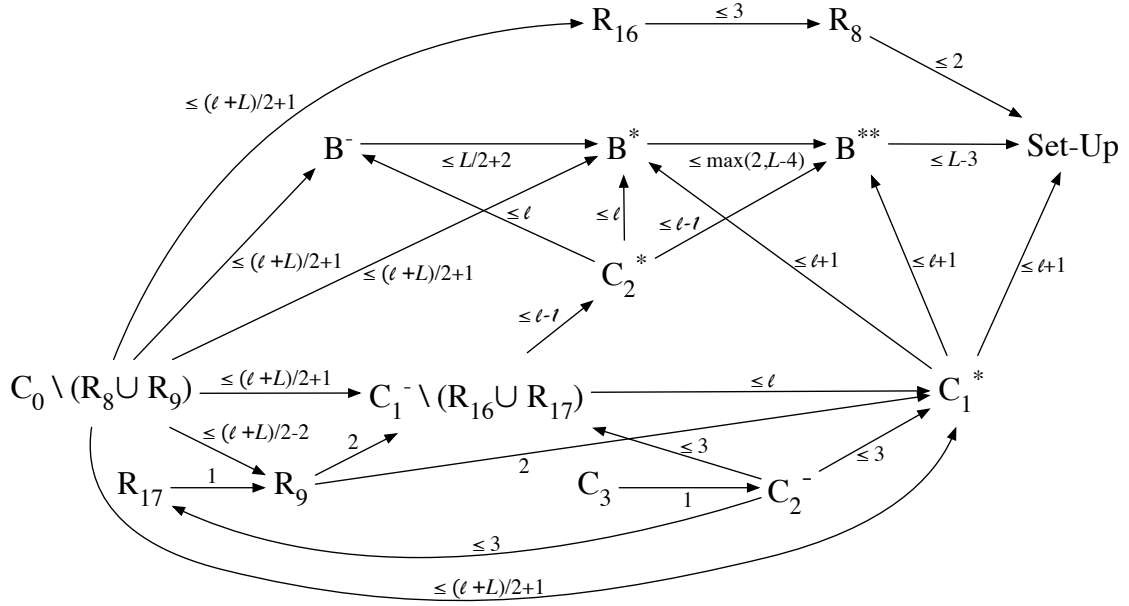 R₁₆ ≤ 3 R₈
≤ 2
≤ (ℓ +L)/2+1
B⁻ ≤ L/2+2 B* ≤ max(2,L-4) B** ≤ L-3 Set-Up
≤ ℓ ≤ ℓ ≤ ℓ-1
≤ (ℓ +L)/2+1 ≤ (ℓ +L)/2+1 C₂* ≤ ℓ+1 ≤ ℓ+1 ≤ ℓ+1
≤ ℓ-1
C₀ \ (R₈ ∪ R₉) ≤ (ℓ +L)/2+1 C₁⁻ \ (R₁₆ ∪ R₁₇) ≤ ℓ C₁*
≤ (ℓ +L)/2-2 2 2 ≤ 3 ≤ 3
R₁₇ 1 R₉ C₃ 1 C₂⁻
≤ 3
≤ (ℓ +L)/2+1